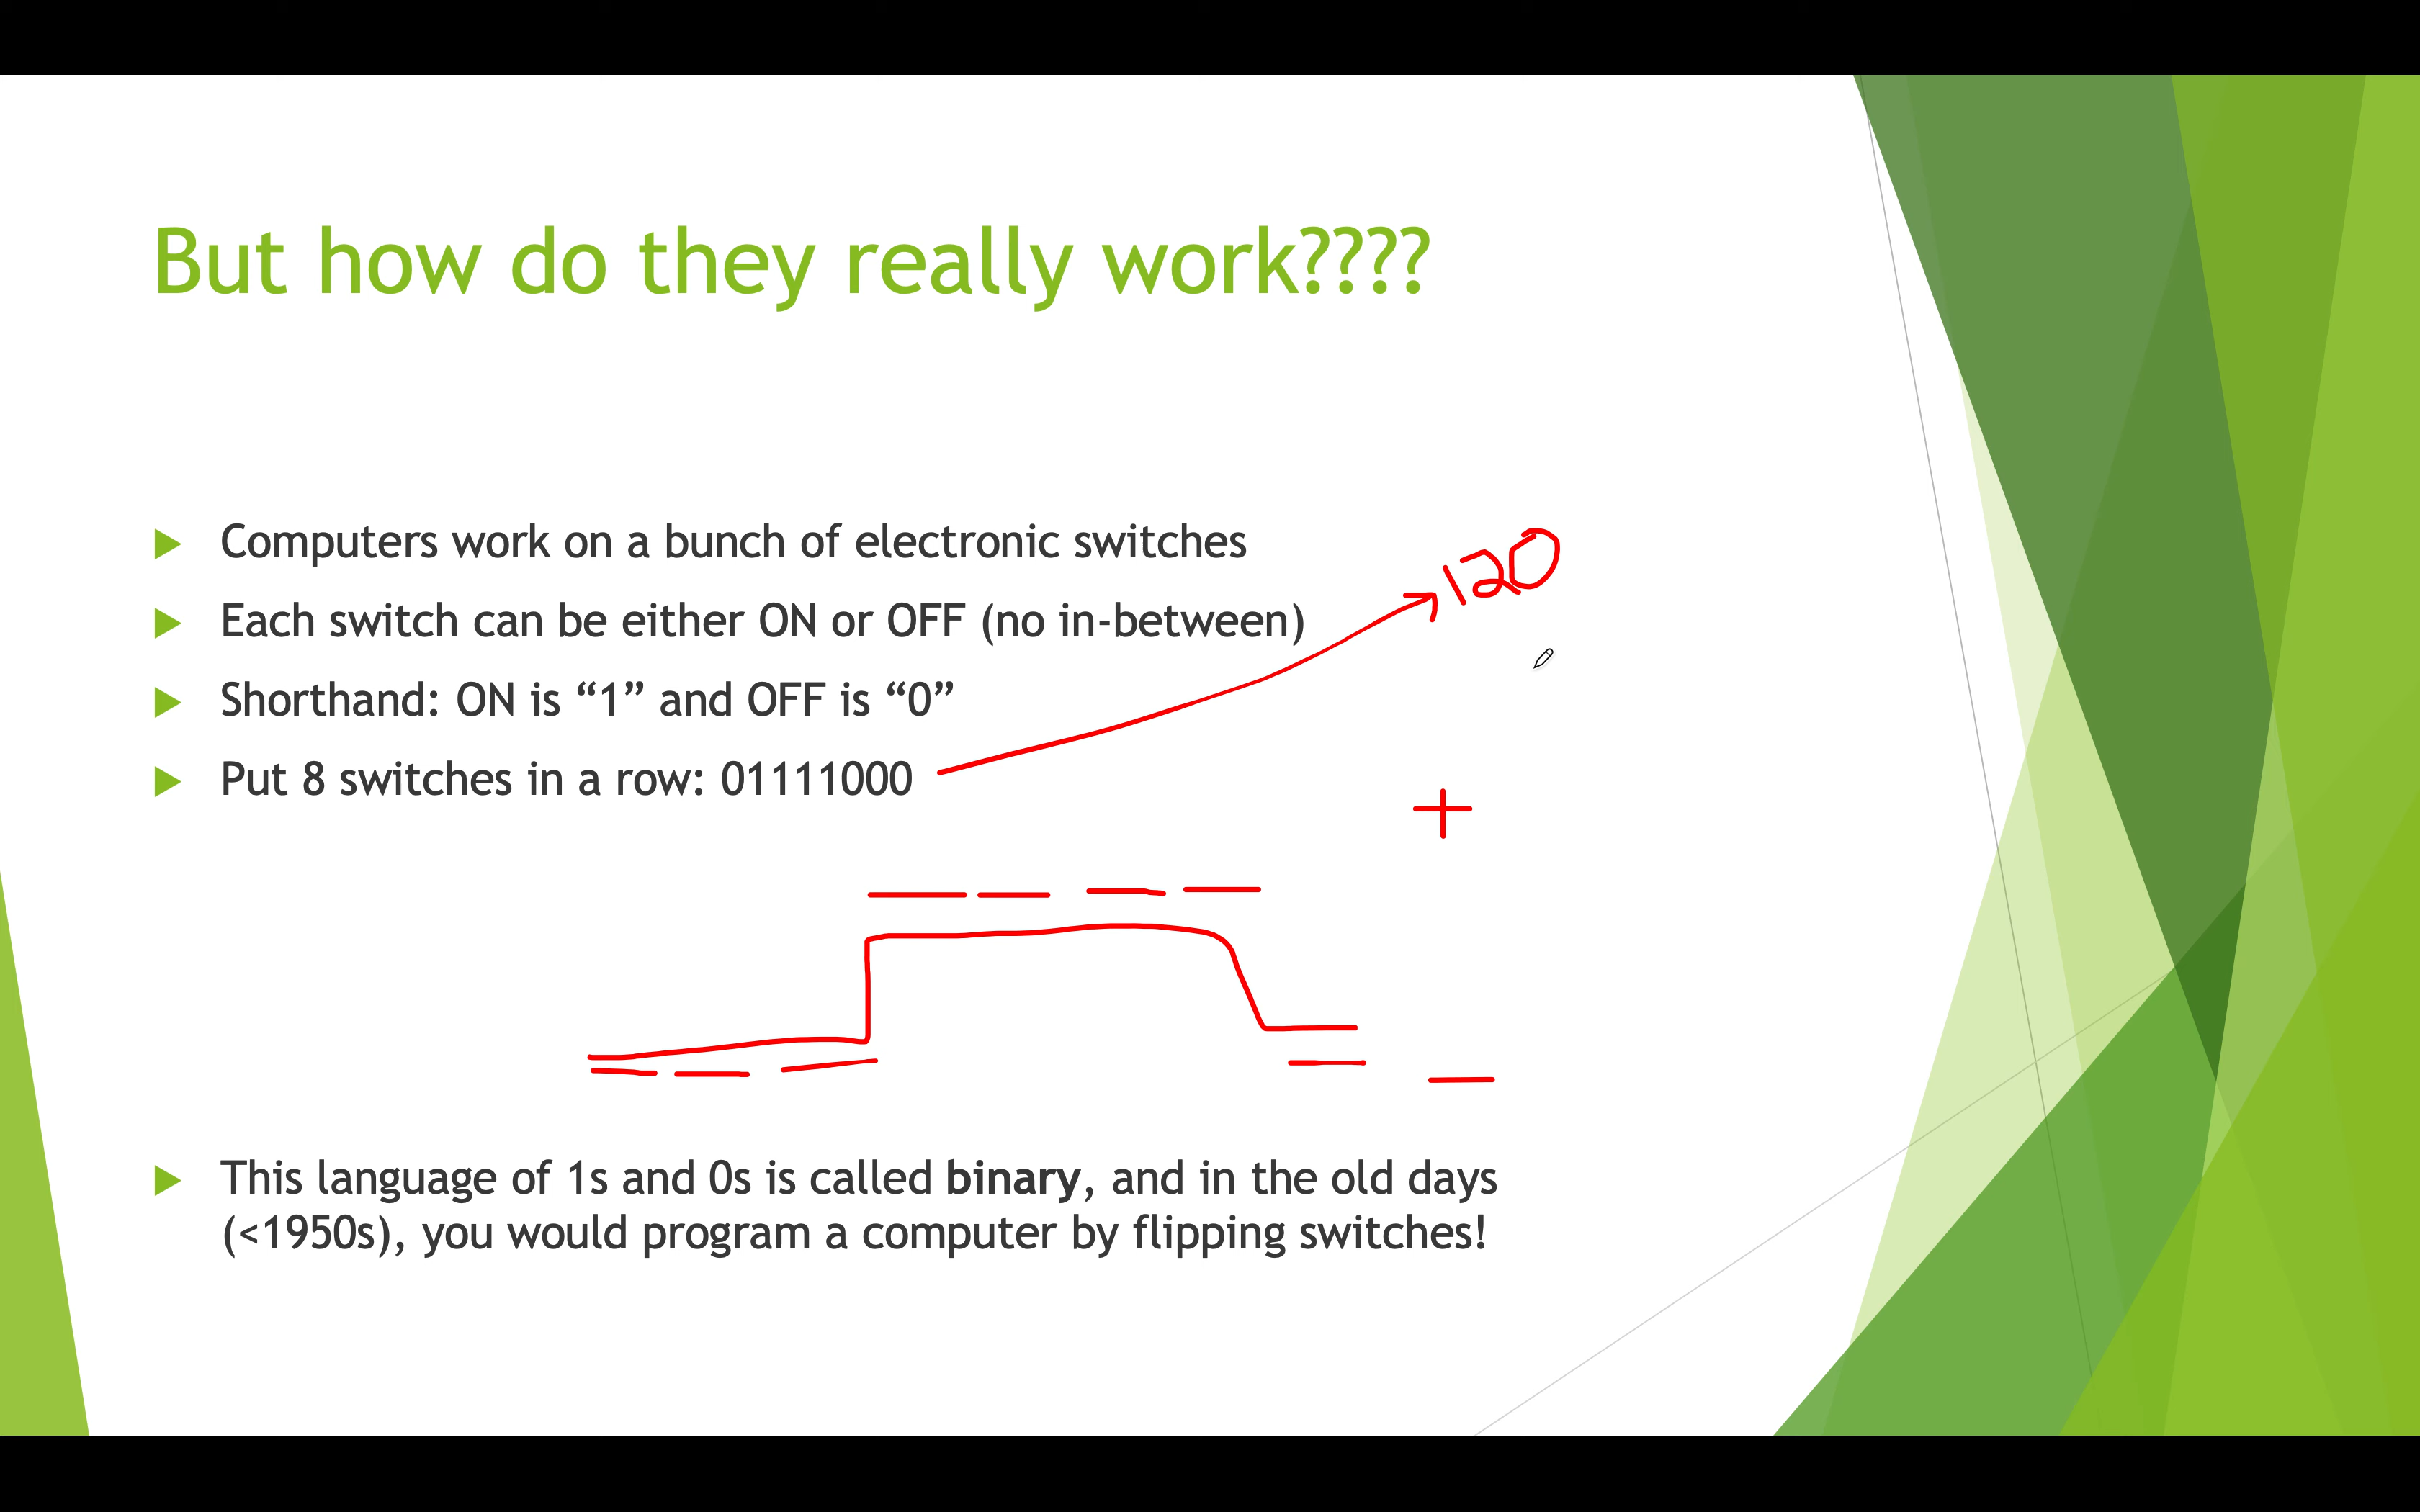 But how do they really work????
Computers work on a bunch of electronic switches
120
Each switch can be either ON or OFF (no in-between)
Shorthand: ON is “1” and OFF is “0”
Put 8 switches in a row: 01111000
+
This language of 1s and 0s is called binary, and in the old days
(<1950s), you would program a computer by flipping switches!